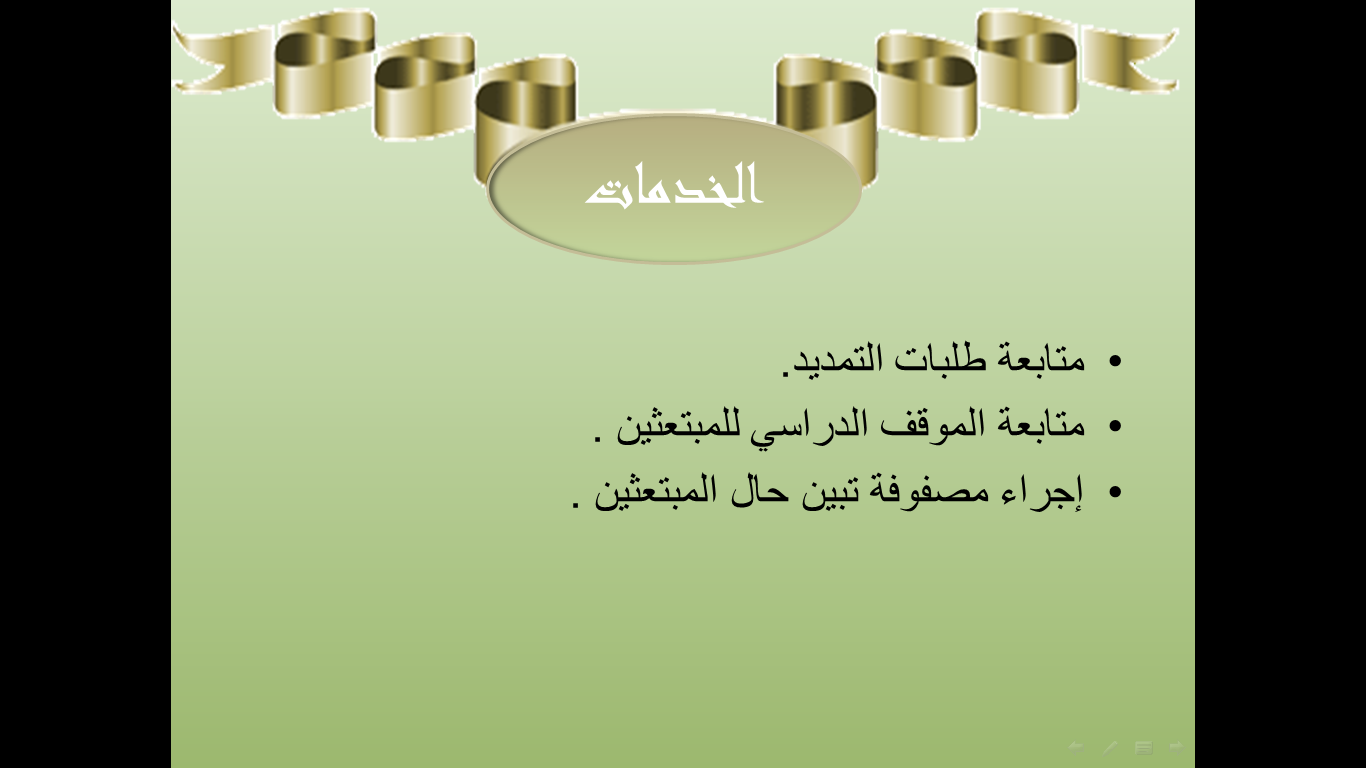 الخدمات
• متابعة طلبات التمديد.
• متابعة الموقف الدراسي للمبتعثين .
• إجراء مصفوفة تبين حال المبتعثين .